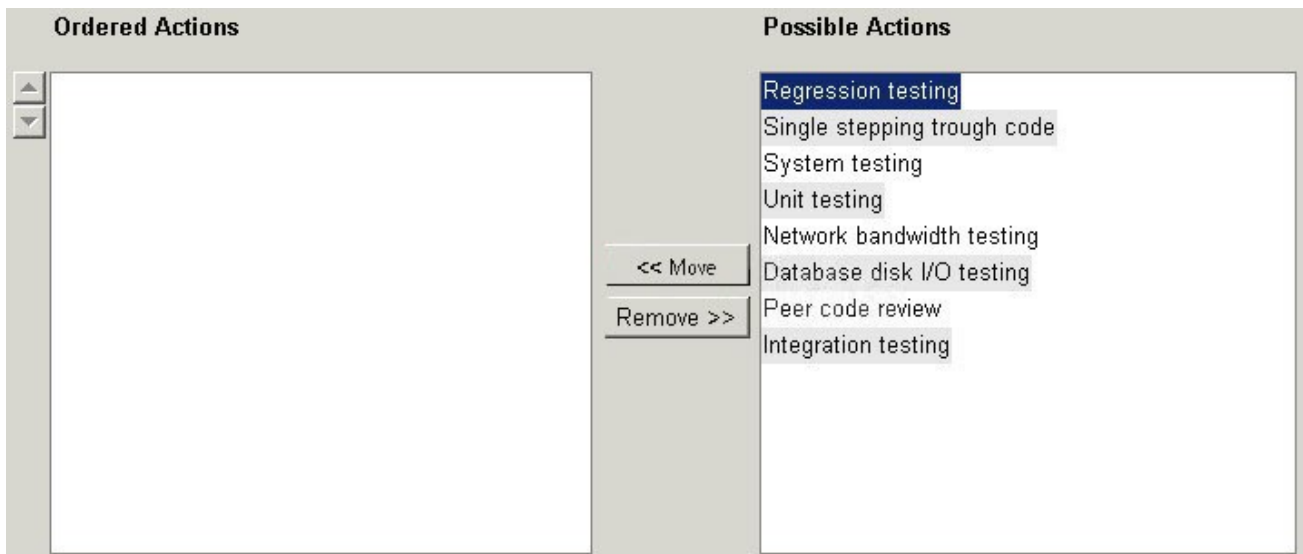 Ordered Actions
Possible Actions
Regression testing
Single stepping trough code
System testing
Unit testing
Network bandwidth testing
Database disk I/O testing
Peer code review
Integration testing
<< Move
Remove >>